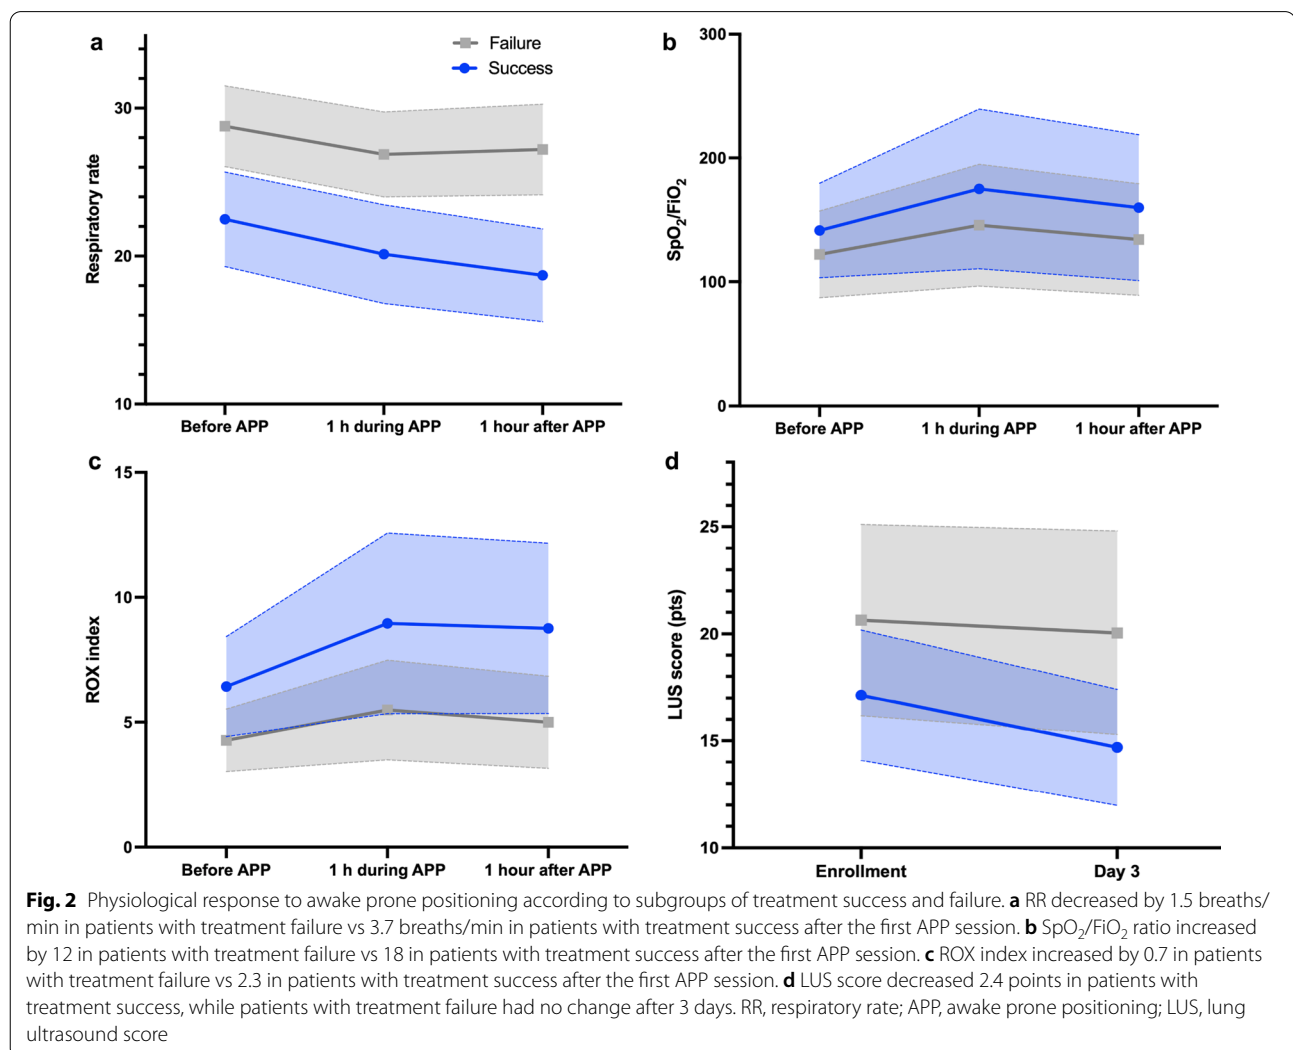 a
Failure
Success
30
20
10
Respiratory rate
Before APP
1 h during APP
1 hour after APP
b
300
200
100
0
SpO₂/FiO₂
Before APP
1 h during APP
1 hour after APP
c
15
10
5
0
ROX index
Before APP
1 h during APP
1 hour after APP
d
25
20
15
10
LUS score (pts)
Enrollment
Day 3
Fig. 2 Physiological response to awake prone positioning according to subgroups of treatment success and failure. a RR decreased by 1.5 breaths/
min in patients with treatment failure vs 3.7 breaths/min in patients with treatment success after the first APP session. b SpO₂/FiO₂ ratio increased
by 12 in patients with treatment failure vs 18 in patients with treatment success after the first APP session. c ROX index increased by 0.7 in patients
with treatment failure vs 2.3 in patients with treatment success after the first APP session. d LUS score decreased 2.4 points in patients with
treatment success, while patients with treatment failure had no change after 3 days. RR, respiratory rate; APP, awake prone positioning; LUS, lung
ultrasound score